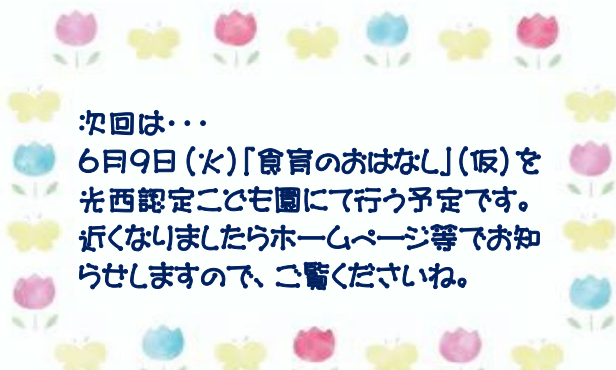 次回は・・・
6月9日（火）「食育のおはなし」（仮）を
光西認定こども園にて行う予定です。
近くなりましたらホームページ等でお知
らせしますので、ご覧くださいね。